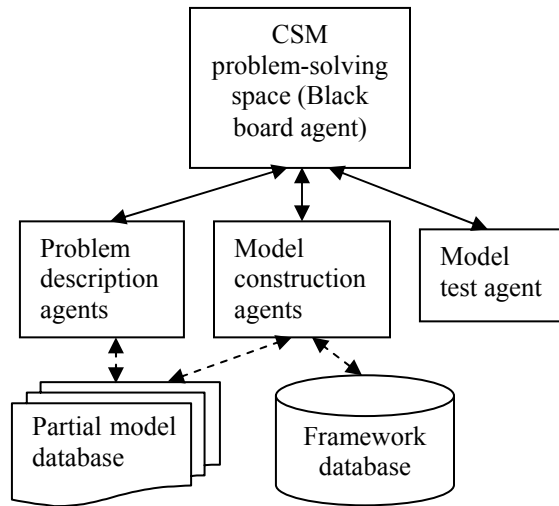 CSM
problem-solving
space (Black
board agent)
Problem
description
agents
Model
construction
agents
Model
test agent
Partial model
database
Framework
database